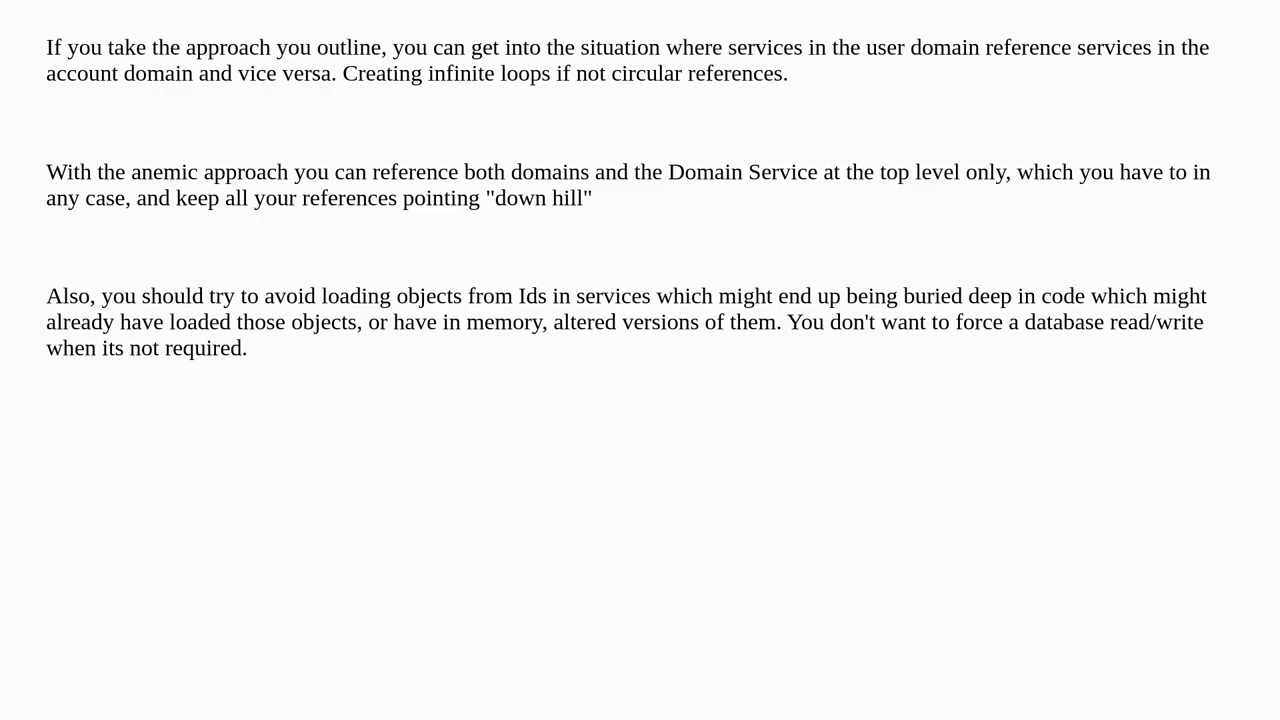 If you take the approach you outline, you can get into the situation where services in the user domain reference services in the
account domain and vice versa. Creating infinite loops if not circular references.
With the anemic approach you can reference both domains and the Domain Service at the top level only, which you have to in
any case, and keep all your references pointing "down hill"
Also, you should try to avoid loading objects from Ids in services which might end up being buried deep in code which might
already have loaded those objects, or have in memory, altered versions of them. You don't want to force a database read/write
when its not required.